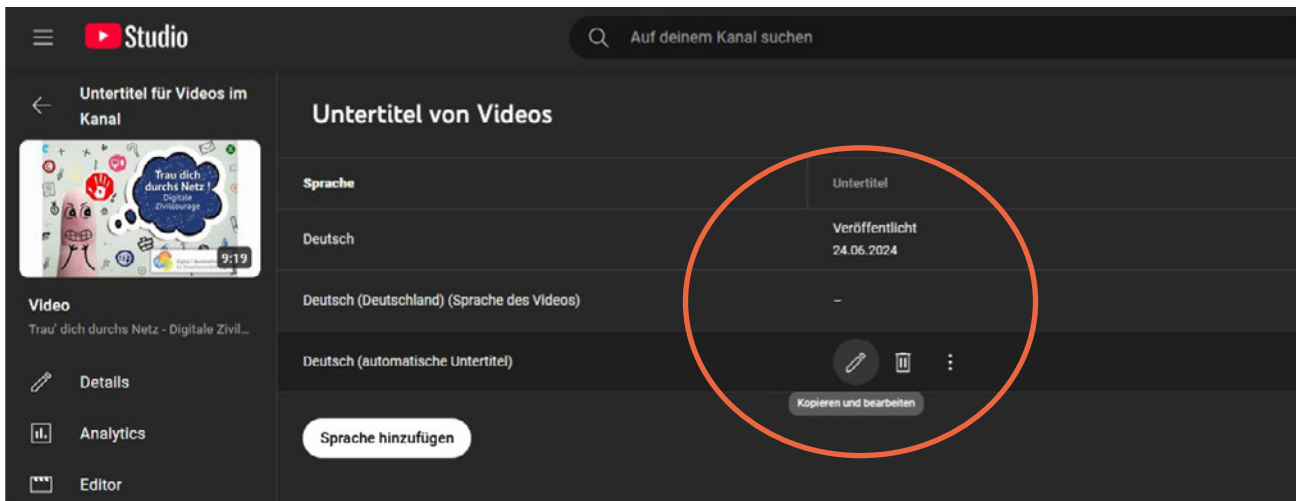 Studio
Auf deinem Kanal suchen
Untertitel für Videos im
Kanal
Trau dich
durchs Netz !
Digitale
Zivilcourage
9:19
Video
Trau' dich durchs Netz - Digitale Zivil...
Details
Analytics
Editor
Untertitel von Videos
Sprache
Untertitel
Deutsch
Veröffentlicht
24.06.2024
Deutsch (Deutschland) (Sprache des Videos)
–
Deutsch (automatische Untertitel)
Kopieren und bearbeiten
Sprache hinzufügen